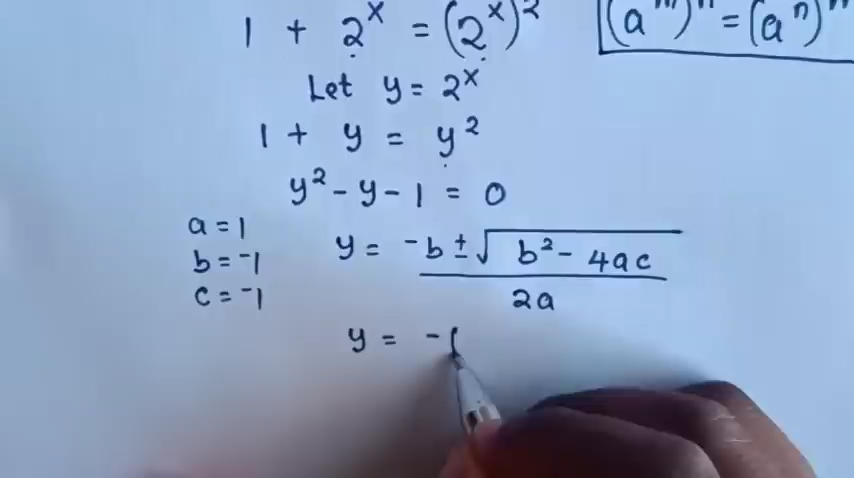 1 + 2^x = (2^x)^2
(a^m)^n = (a^n)^m
Let y = 2^x
1 + y = y^2
y^2 - y - 1 = 0
a = 1
b = -1
c = -1
y = (-b ± √(b^2 - 4ac)) / 2a
y = -(